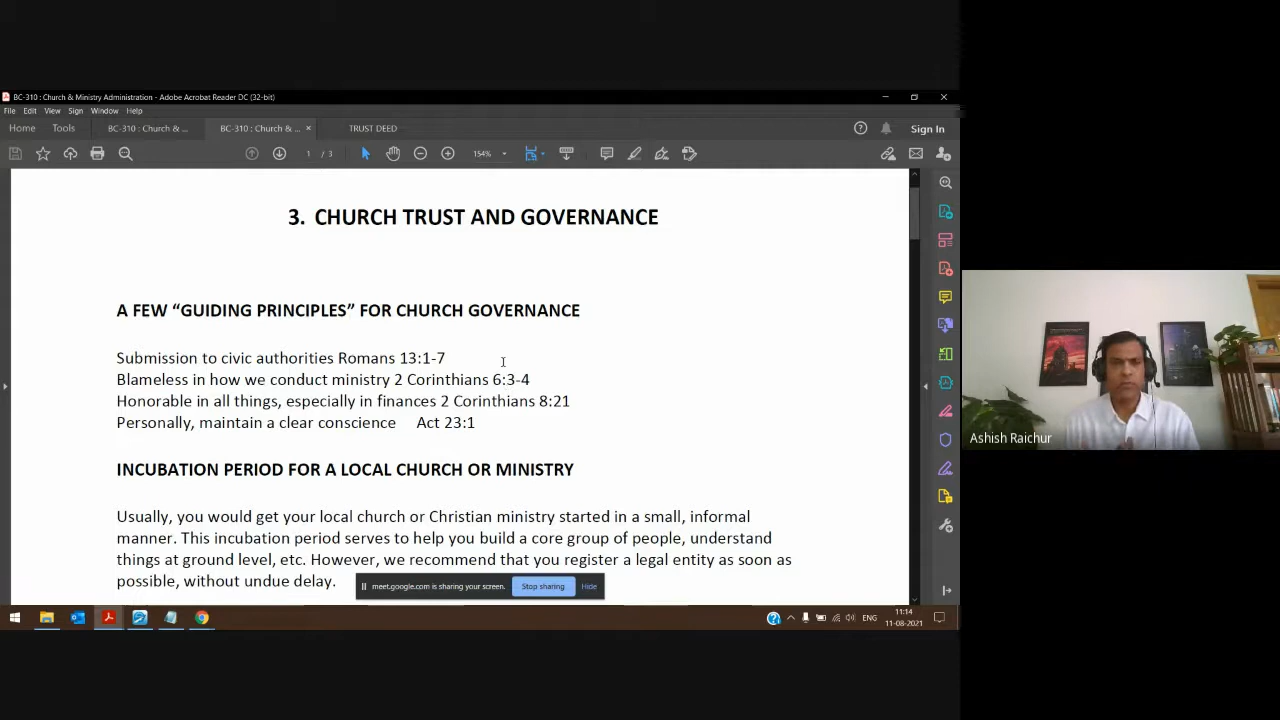 BC-310 : Church & Ministry Administration - Adobe Acrobat Reader DC (32-bit)
File Edit View Sign Window Help
Home Tools BC-310 : Church & ... BC-310 : Church & ... × TRUST DEED Sign In
1 / 3 154%
3. CHURCH TRUST AND GOVERNANCE
A FEW “GUIDING PRINCIPLES” FOR CHURCH GOVERNANCE
Submission to civic authorities Romans 13:1-7
Blameless in how we conduct ministry 2 Corinthians 6:3-4
Honorable in all things, especially in finances 2 Corinthians 8:21
Personally, maintain a clear conscience Act 23:1
INCUBATION PERIOD FOR A LOCAL CHURCH OR MINISTRY
Usually, you would get your local church or Christian ministry started in a small, informal
manner. This incubation period serves to help you build a core group of people, understand
things at ground level, etc. However, we recommend that you register a legal entity as soon as
possible, without undue delay.
meet.google.com is sharing your screen. Stop sharing Hide
Ashish Raichur
ENG 11:14
11-08-2021